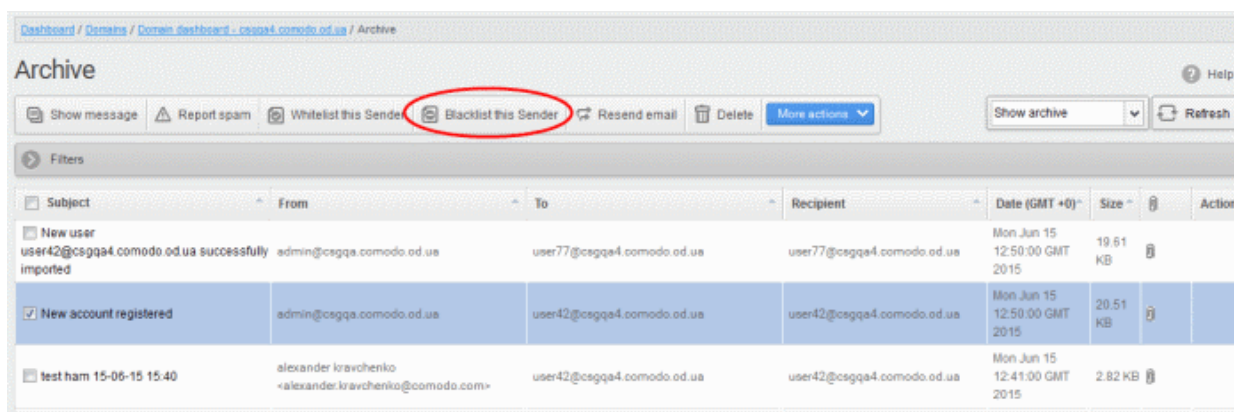 Dashboard / Domains / Domain dashboard - csgqa4.comodo.od.ua / Archive
Archive
Help
Show message Report spam Whitelist this Sender Blacklist this Sender Resend email Delete More actions Show archive Refresh
Filters
Subject From To Recipient Date (GMT +0) Size Action
New user
user42@csgqa4.comodo.od.ua successfully
imported
admin@csgqa.comodo.od.ua user77@csgqa4.comodo.od.ua user77@csgqa4.comodo.od.ua
Mon Jun 15
12:50:00 GMT
2015
19.61
KB
New account registered admin@csgqa.comodo.od.ua user42@csgqa4.comodo.od.ua user42@csgqa4.comodo.od.ua
Mon Jun 15
12:50:00 GMT
2015
20.51
KB
test ham 15-06-15 15:40
alexander kravchenko
<alexander.kravchenko@comodo.com>
user42@csgqa4.comodo.od.ua user42@csgqa4.comodo.od.ua
Mon Jun 15
12:41:00 GMT
2015
2.82 KB